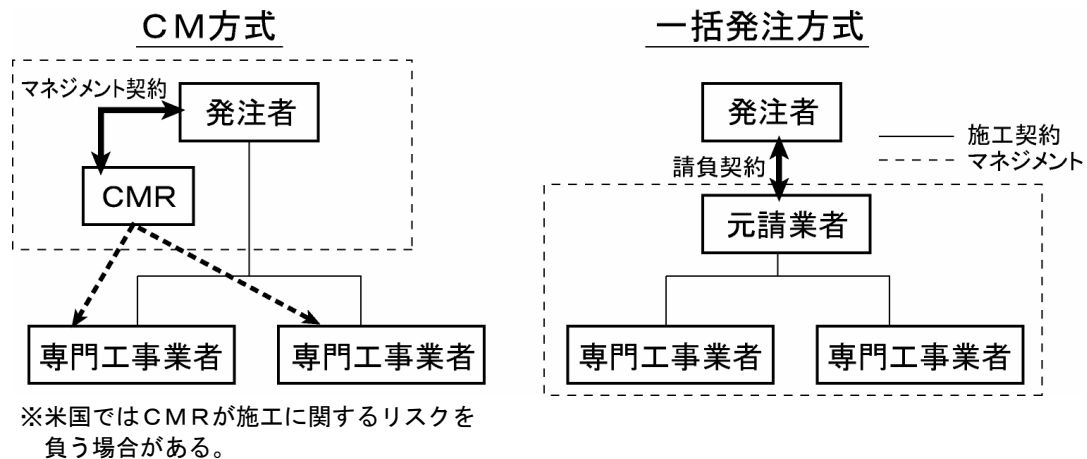 ＣＭ方式
マネジメント契約
発注者
CMR
専門工事業者
専門工事業者
※米国ではＣＭＲが施工に関するリスクを
負う場合がある。
一括発注方式
発注者
請負契約
施工契約
マネジメント
元請業者
専門工事業者
専門工事業者